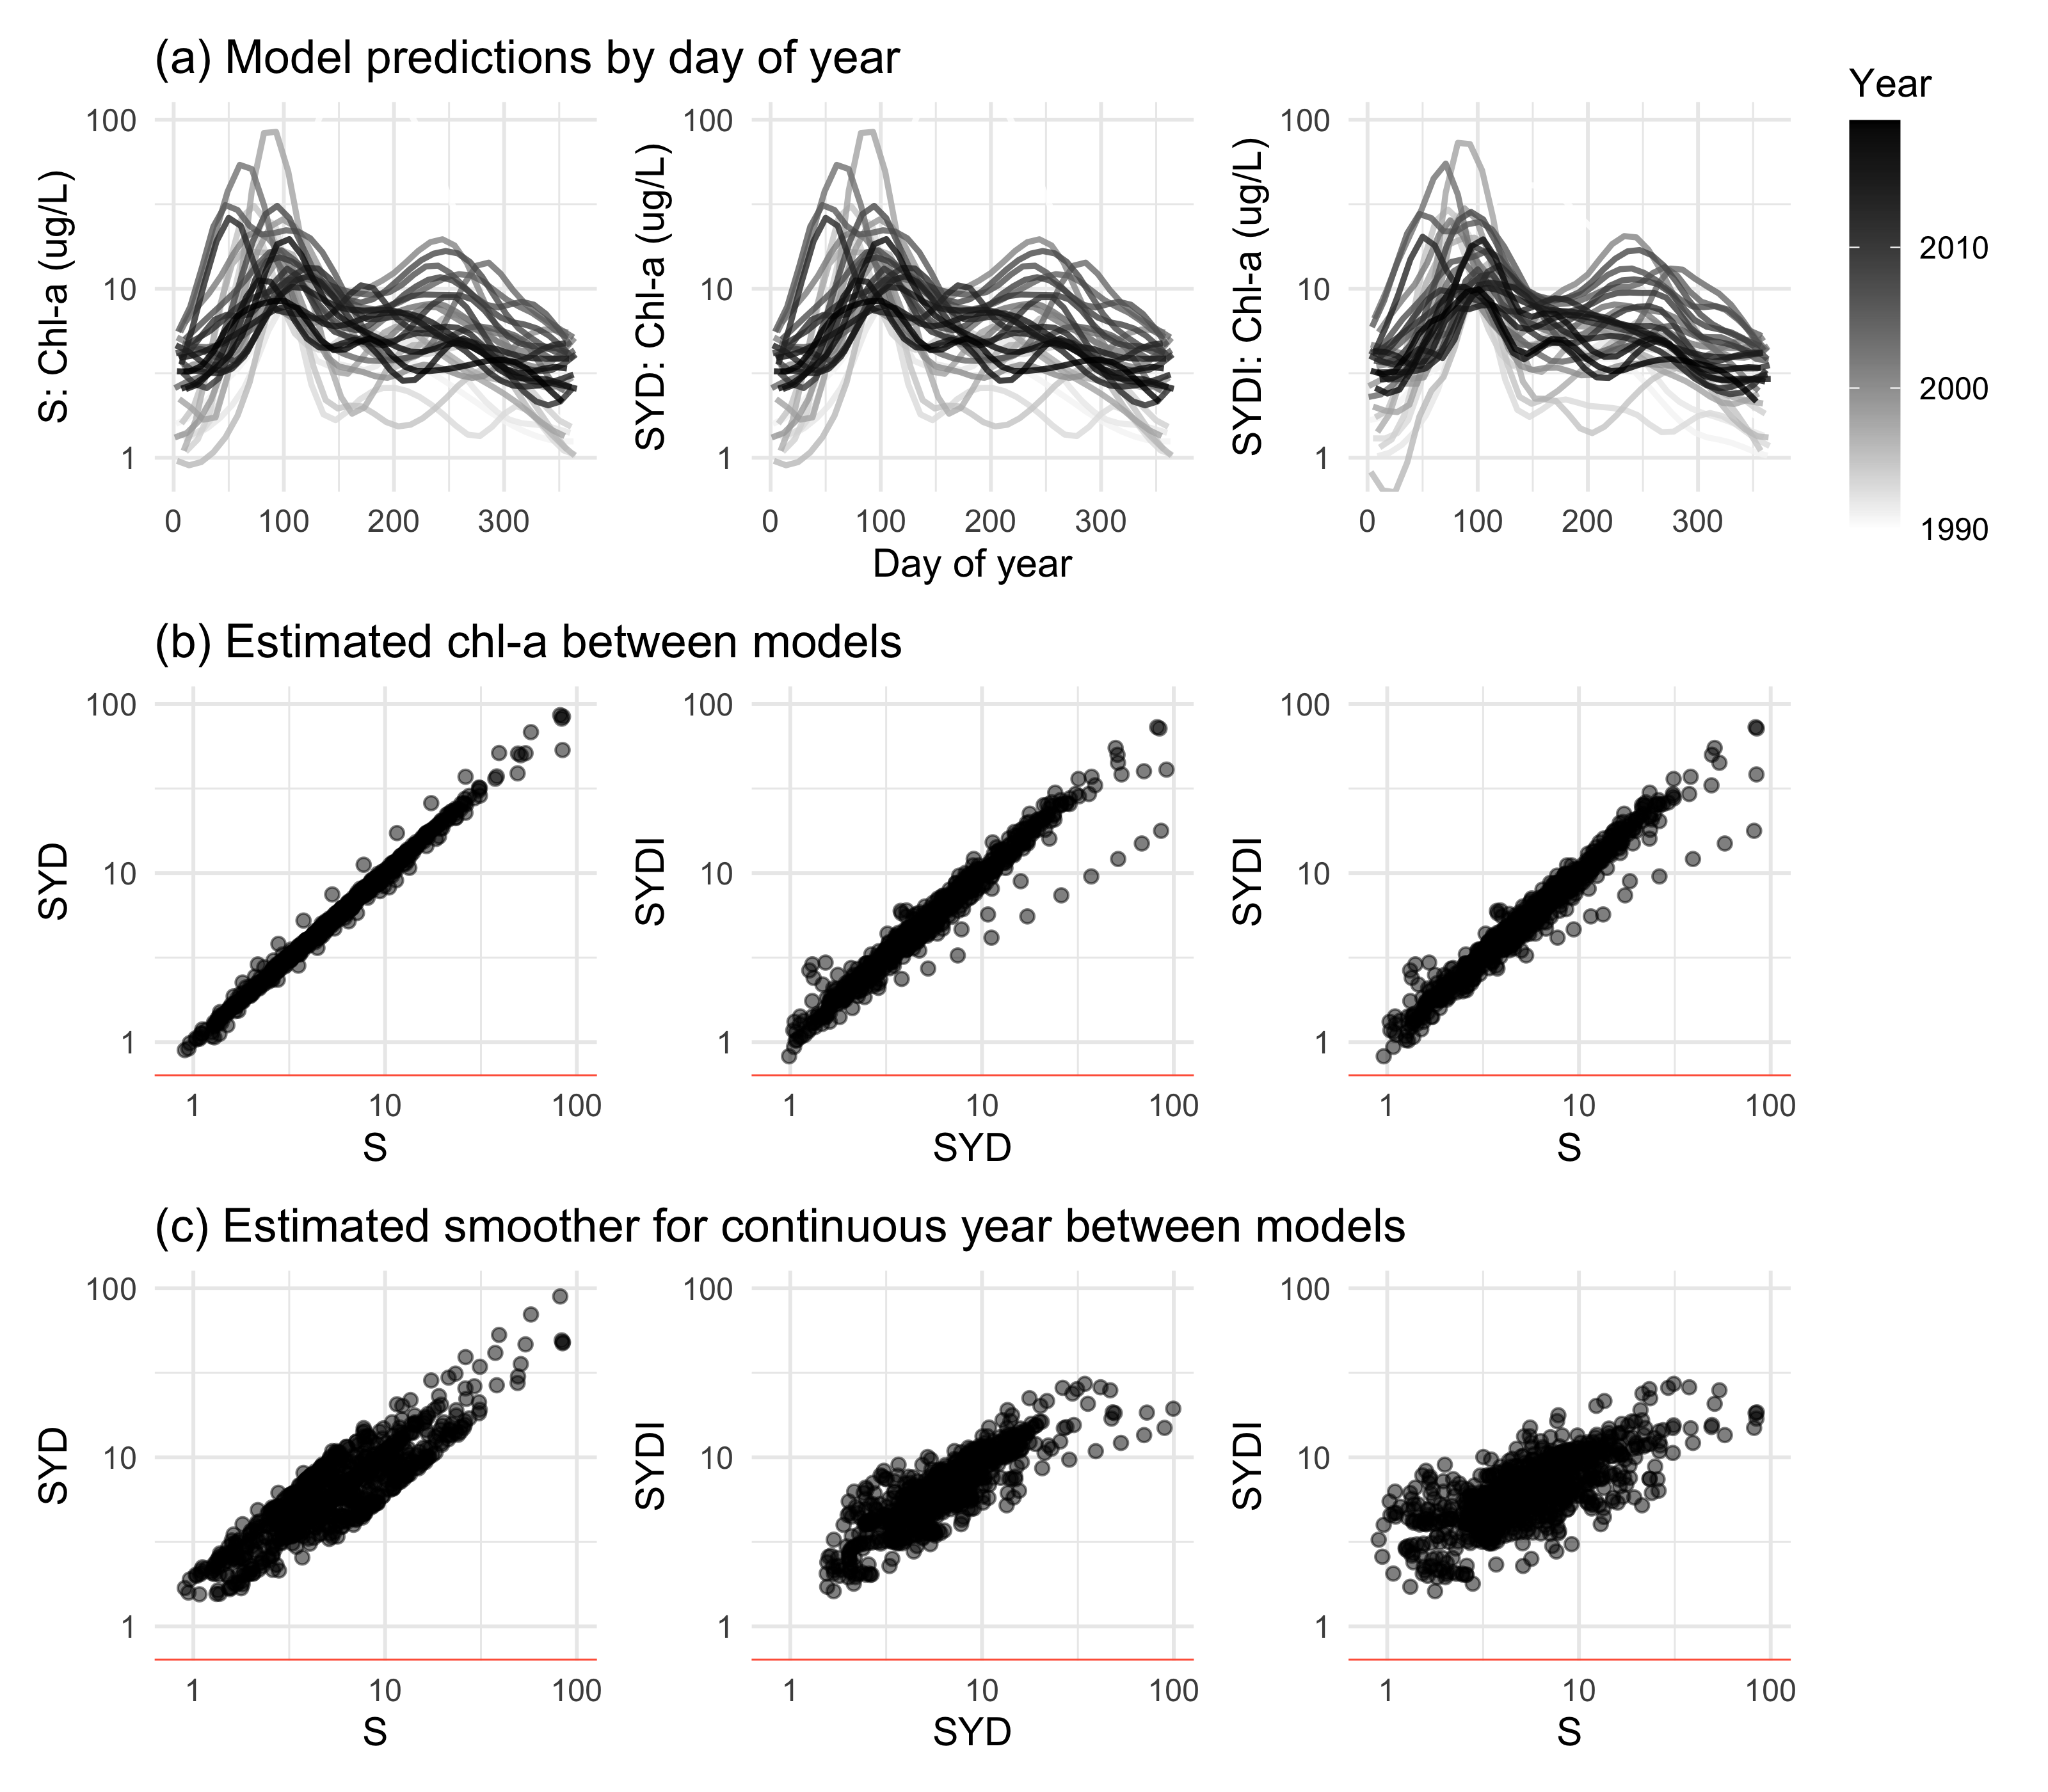 (a) Model predictions by day of year
S: Chl-a (ug/L)
100
10
1
0 100 200 300
SYD: Chl-a (ug/L)
100
10
1
0 100 200 300
SYDI: Chl-a (ug/L)
100
10
1
0 100 200 300
Day of year
Year
2010
2000
1990
(b) Estimated chl-a between models
SYD
100
10
1
1 10 100
S
SYDI
100
10
1
1 10 100
SYD
SYDI
100
10
1
1 10 100
S
(c) Estimated smoother for continuous year between models
SYD
100
10
1
1 10 100
S
SYDI
100
10
1
1 10 100
SYD
SYDI
100
10
1
1 10 100
S